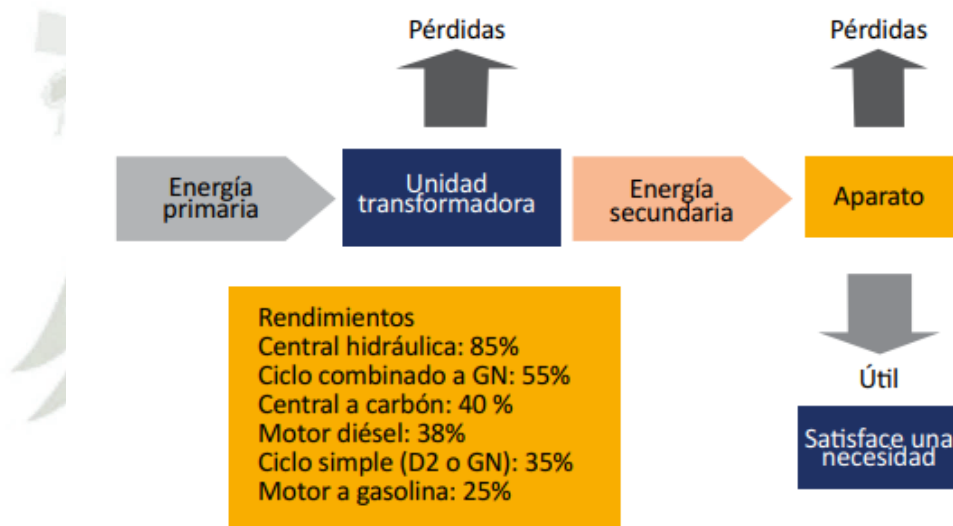 Pérdidas
Pérdidas
Energía
primaria
Unidad
transformadora
Energía
secundaria
Aparato
Rendimientos
Central hidráulica: 85%
Ciclo combinado a GN: 55%
Central a carbón: 40 %
Motor diésel: 38%
Ciclo simple (D2 o GN): 35%
Motor a gasolina: 25%
Útil
Satisface una
necesidad